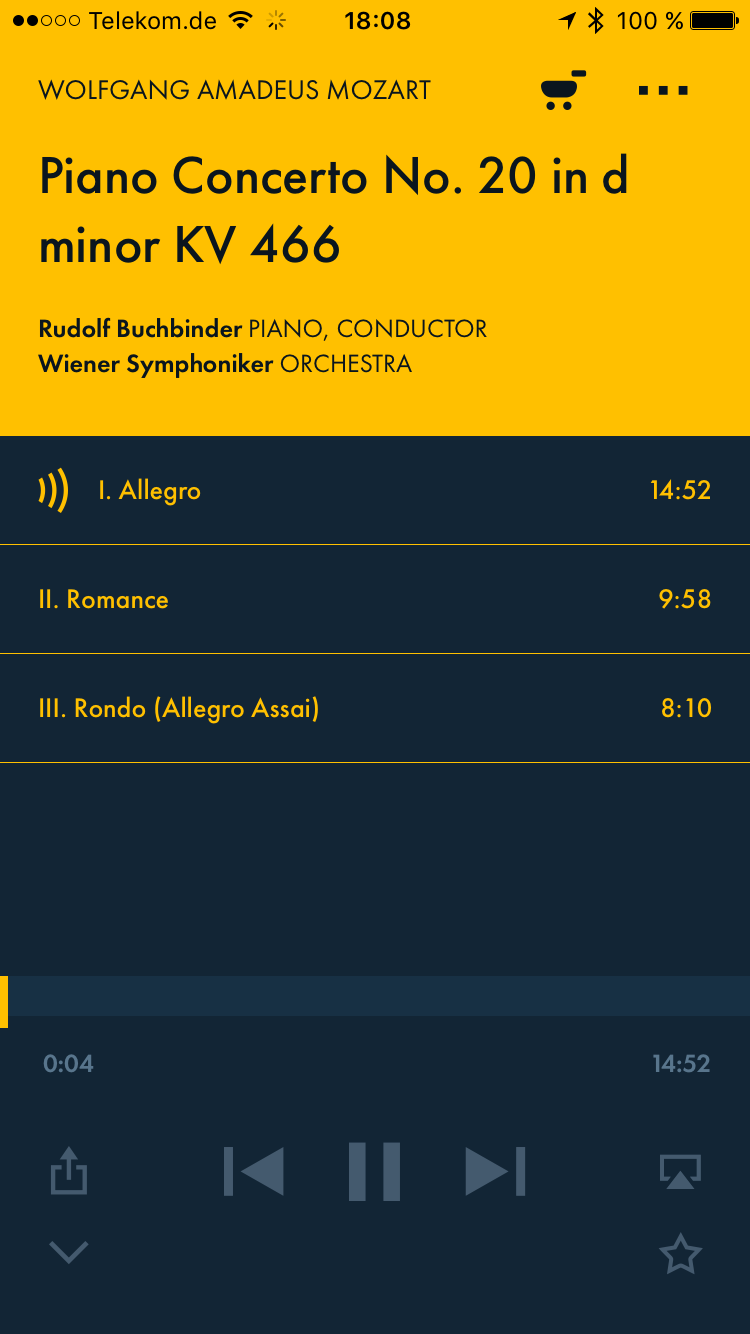 Telekom.de 18:08 100 %
WOLFGANG AMADEUS MOZART
Piano Concerto No. 20 in d
minor KV 466
Rudolf Buchbinder PIANO, CONDUCTOR
Wiener Symphoniker ORCHESTRA
I. Allegro 14:52
II. Romance 9:58
III. Rondo (Allegro Assai) 8:10
0:04 14:52